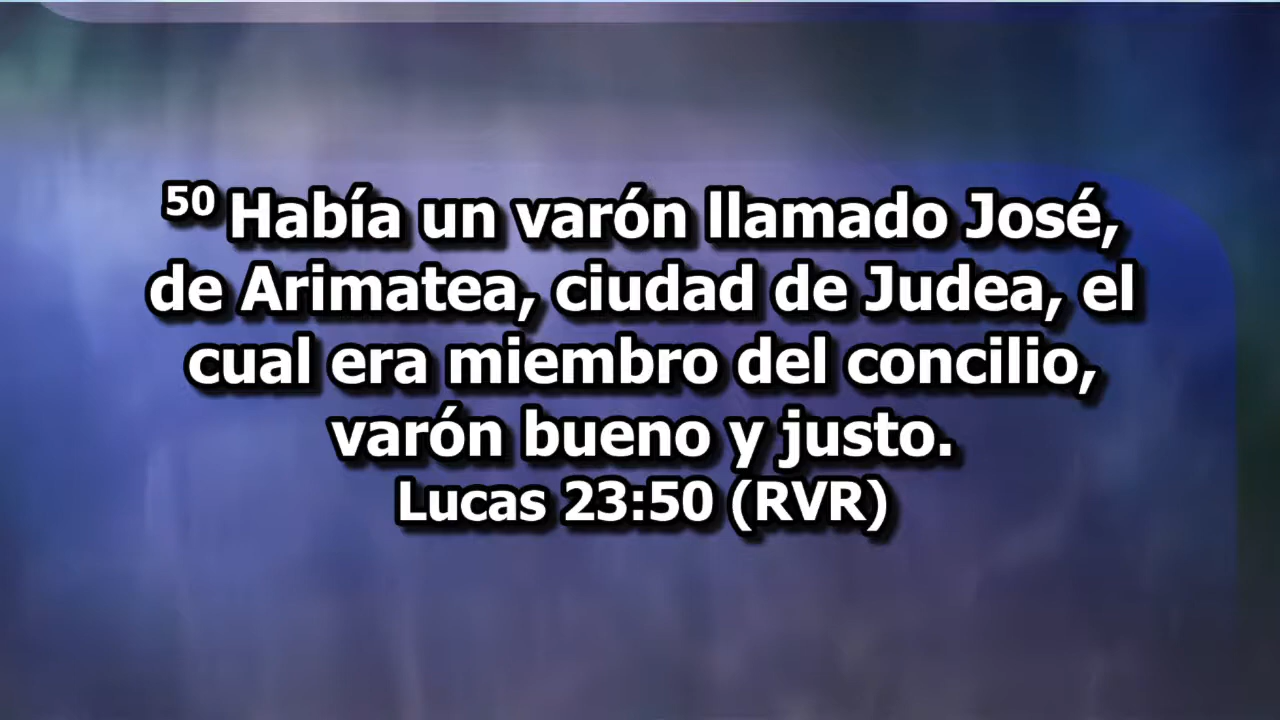 50 Había un varón llamado José,
de Arimatea, ciudad de Judea, el
cual era miembro del concilio,
varón bueno y justo.
Lucas 23:50 (RVR)